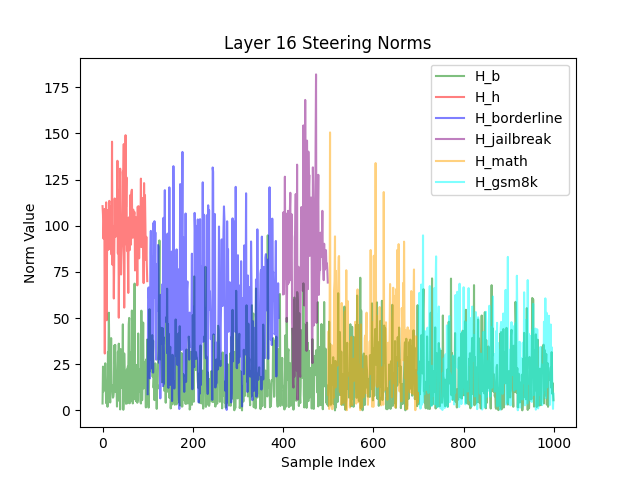 Layer 16 Steering Norms
H_b
H_h
H_borderline
H_jailbreak
H_math
H_gsm8k
Norm Value
175
150
125
100
75
50
25
0
0 200 400 600 800 1000
Sample Index